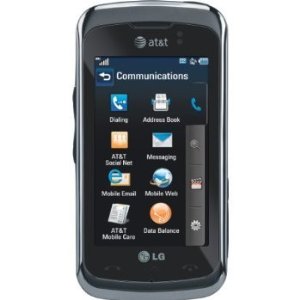 at&t
Communications
Dialing
Address Book
AT&T
Social Net
Messaging
Mobile Email
Mobile Web
AT&T
Mobile Care
Data Balance
LG